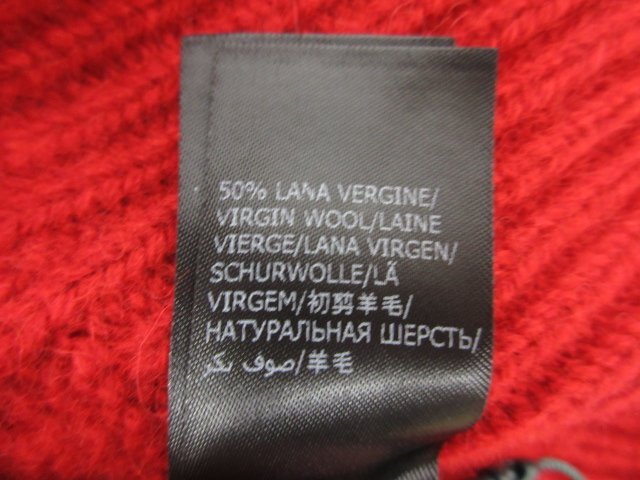 50% LANA VERGINE/
VIRGIN WOOL/LAINE
VIERGE/LANA VIRGEN/
SCHURWOLLE/LÃ
VIRGEM/初剪羊毛/
НАТУРАЛЬНАЯ ШЕРСТЬ/
صوف بكر/羊毛